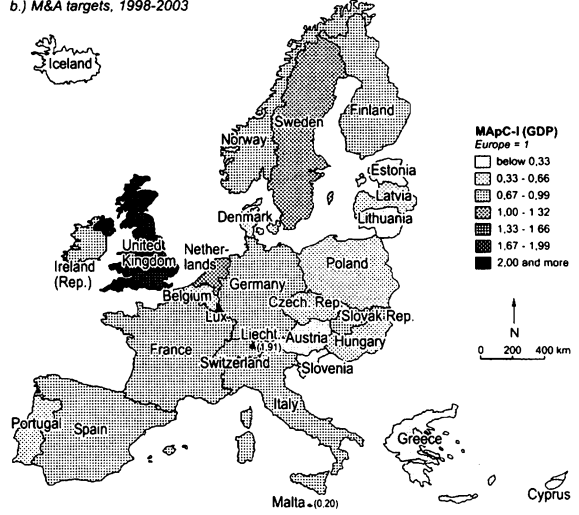 b.) M&A targets, 1998-2003
Iceland
Finland
Sweden
Norway
MApC-I (GDP)
Europe = 1
below 0,33
0,33 - 0,66
0,67 - 0,99
1,00 - 1 32
1,33 - 1 66
1,67 - 1,99
2,00 and more
Estonia
Latvia
Lithuania
Denmark
United
Kingdom
Ireland
(Rep.)
Nether-
lands
Poland
Germany
Belgium
Czech. Rep.
Lux.
Slovak Rep.
Liecht.
(1,91)
Austria
Hungary
France
Switzerland
Slovenia
N
0 200 400 km
Italy
Portugal
Spain
Greece
Malta (0,20)
Cyprus